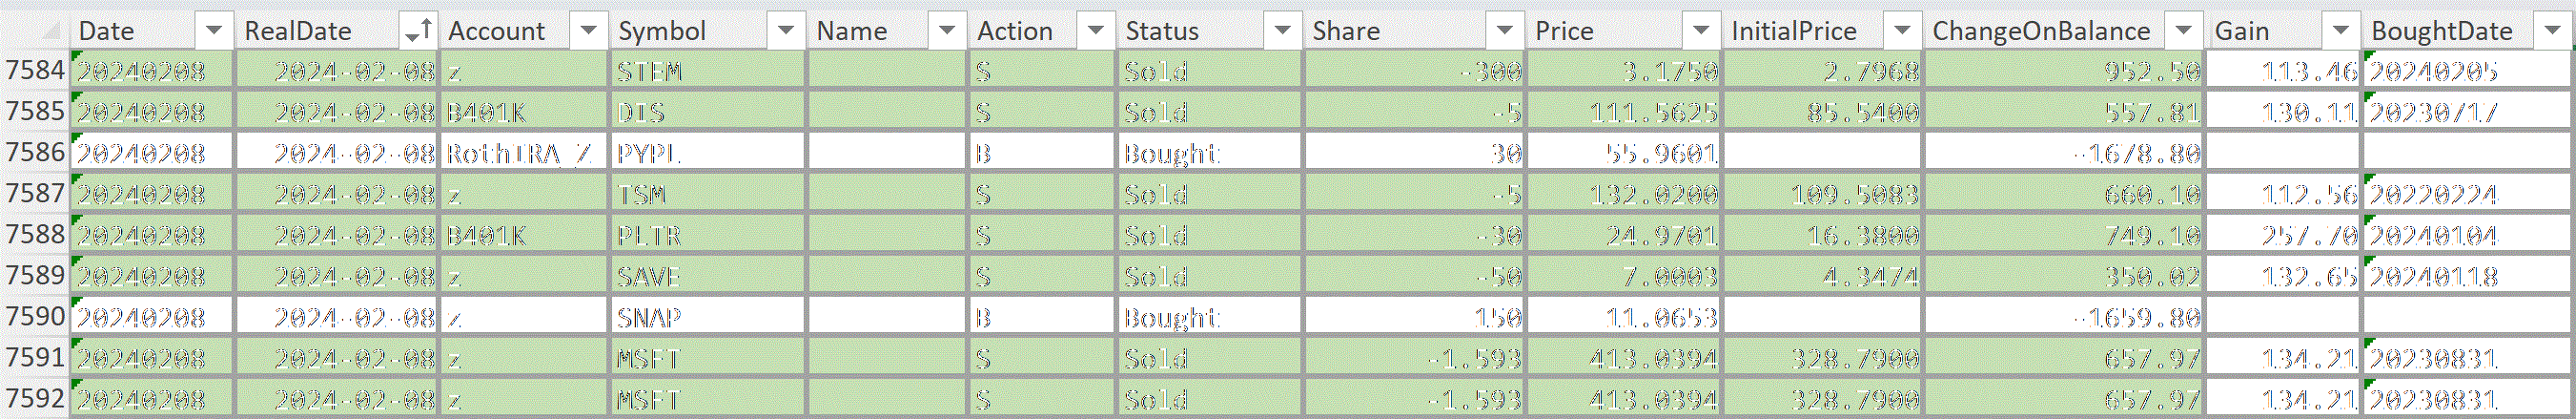 Date RealDate Account Symbol Name Action Status Share Price InitialPrice ChangeOnBalance Gain BoughtDate
7584 20240208 2024-02-08 z STEM S Sold -300 3.1750 2.7968 952.50 113.46 20240205
7585 20240208 2024-02-08 B401K DIS S Sold -5 111.5625 85.5400 557.81 130.11 20230717
7586 20240208 2024-02-08 RothIRA_Z PYPL B Bought 30 55.9601 -1678.80
7587 20240208 2024-02-08 z TSM S Sold -5 132.0200 109.5083 660.10 112.56 20220224
7588 20240208 2024-02-08 B401K PLTR S Sold -30 24.9701 16.3800 749.10 257.70 20240104
7589 20240208 2024-02-08 z SAVE S Sold -50 7.0003 4.3474 350.02 132.65 20240118
7590 20240208 2024-02-08 z SNAP B Bought 150 11.0653 -1659.80
7591 20240208 2024-02-08 z MSFT S Sold -1.593 413.0394 328.7900 657.97 134.21 20230831
7592 20240208 2024-02-08 z MSFT S Sold -1.593 413.0394 328.7900 657.97 134.21 20230831